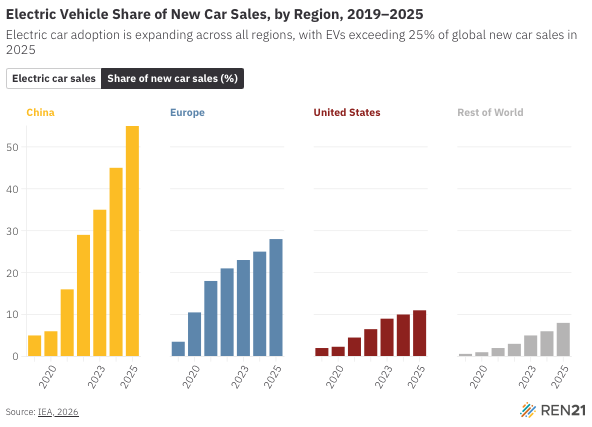 Electric Vehicle Share of New Car Sales, by Region, 2019–2025
Electric car adoption is expanding across all regions, with EVs exceeding 25% of global new car sales in
2025
Electric car sales Share of new car sales (%)
China Europe United States Rest of World
50
40
30
20
10
0
2020 2023 2025 2020 2023 2025 2020 2023 2025 2020 2023 2025
Source: IEA, 2026
REN21